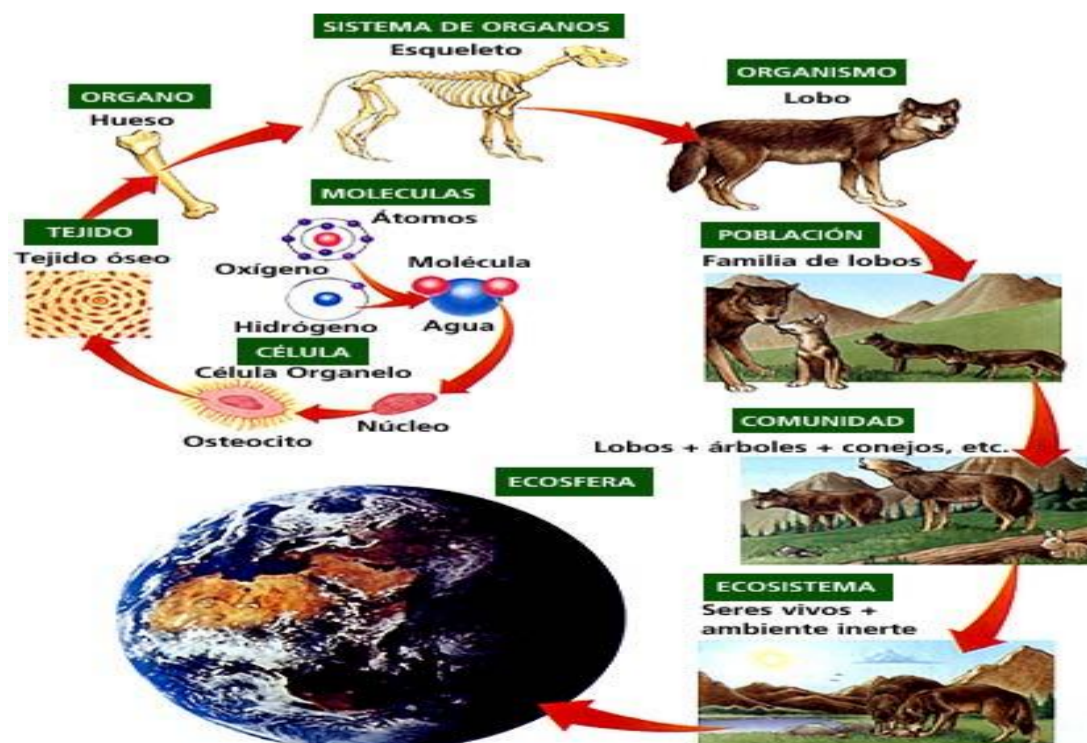 SISTEMA DE ORGANOS
Esqueleto
ORGANISMO
Lobo
ORGANO
Hueso
MOLECULAS
Átomos
TEJIDO
Tejido óseo
Oxígeno
Molécula
Hidrógeno
Agua
CÉLULA
Célula Organelo
Osteocito
Núcleo
POBLACIÓN
Familia de lobos
COMUNIDAD
Lobos + árboles + conejos, etc.
ECOSFERA
ECOSISTEMA
Seres vivos +
ambiente inerte